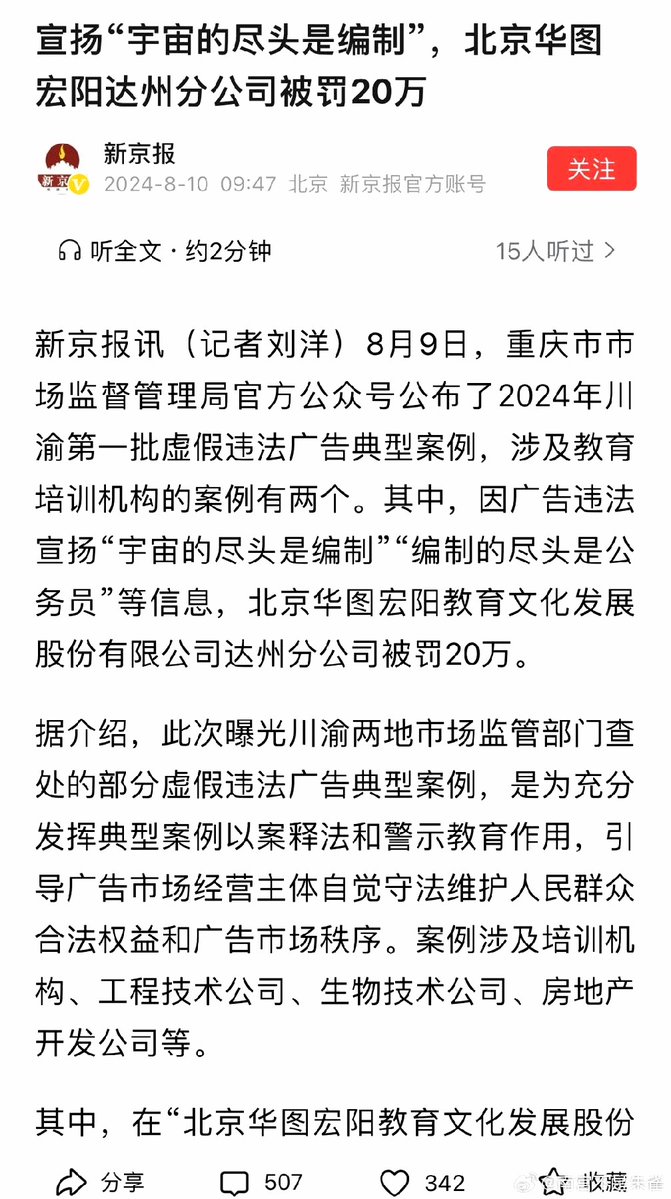 宣扬“宇宙的尽头是编制”，北京华图
宏阳达州分公司被罚20万
新京报
2024-8-10 09:47 北京 新京报官方账号
关注
听全文·约2分钟
15人听过
新京报讯（记者刘洋）8月9日，重庆市市
场监督管理局官方公众号公布了2024年川
渝第一批虚假违法广告典型案例，涉及教育
培训机构的案例有两个。其中，因广告违法
宣扬“宇宙的尽头是编制”“编制的尽头是公
务员”等信息，北京华图宏阳教育文化发展
股份有限公司达州分公司被罚20万。
据介绍，此次曝光川渝两地市场监管部门查
处的部分虚假违法广告典型案例，是为充分
发挥典型案例以案释法和警示教育作用，引
导广告市场经营主体自觉守法维护人民群众
合法权益和广告市场秩序。案例涉及培训机
构、工程技术公司、生物技术公司、房地产
开发公司等。
其中，在“北京华图宏阳教育文化发展股份
分享
507
342
收藏